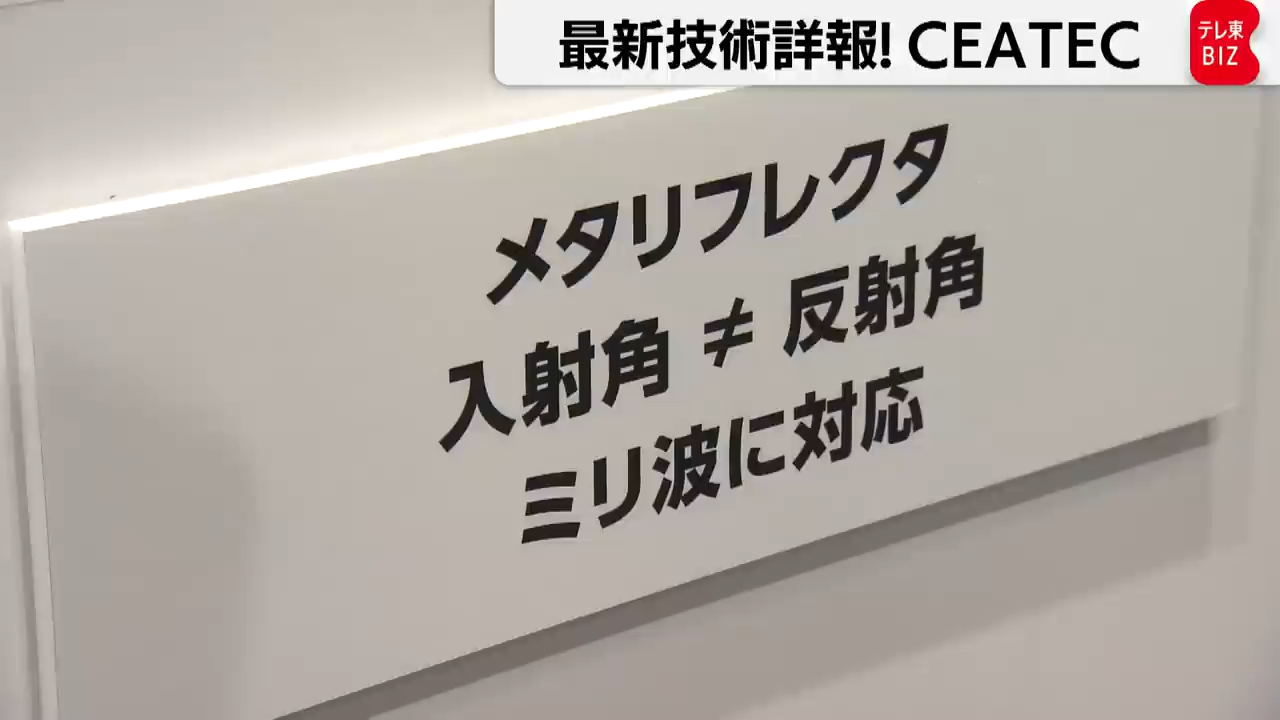 最新技術詳報! CEATEC
テレ東
BIZ
メタリフレクタ
入射角 ≠ 反射角
ミリ波に対応